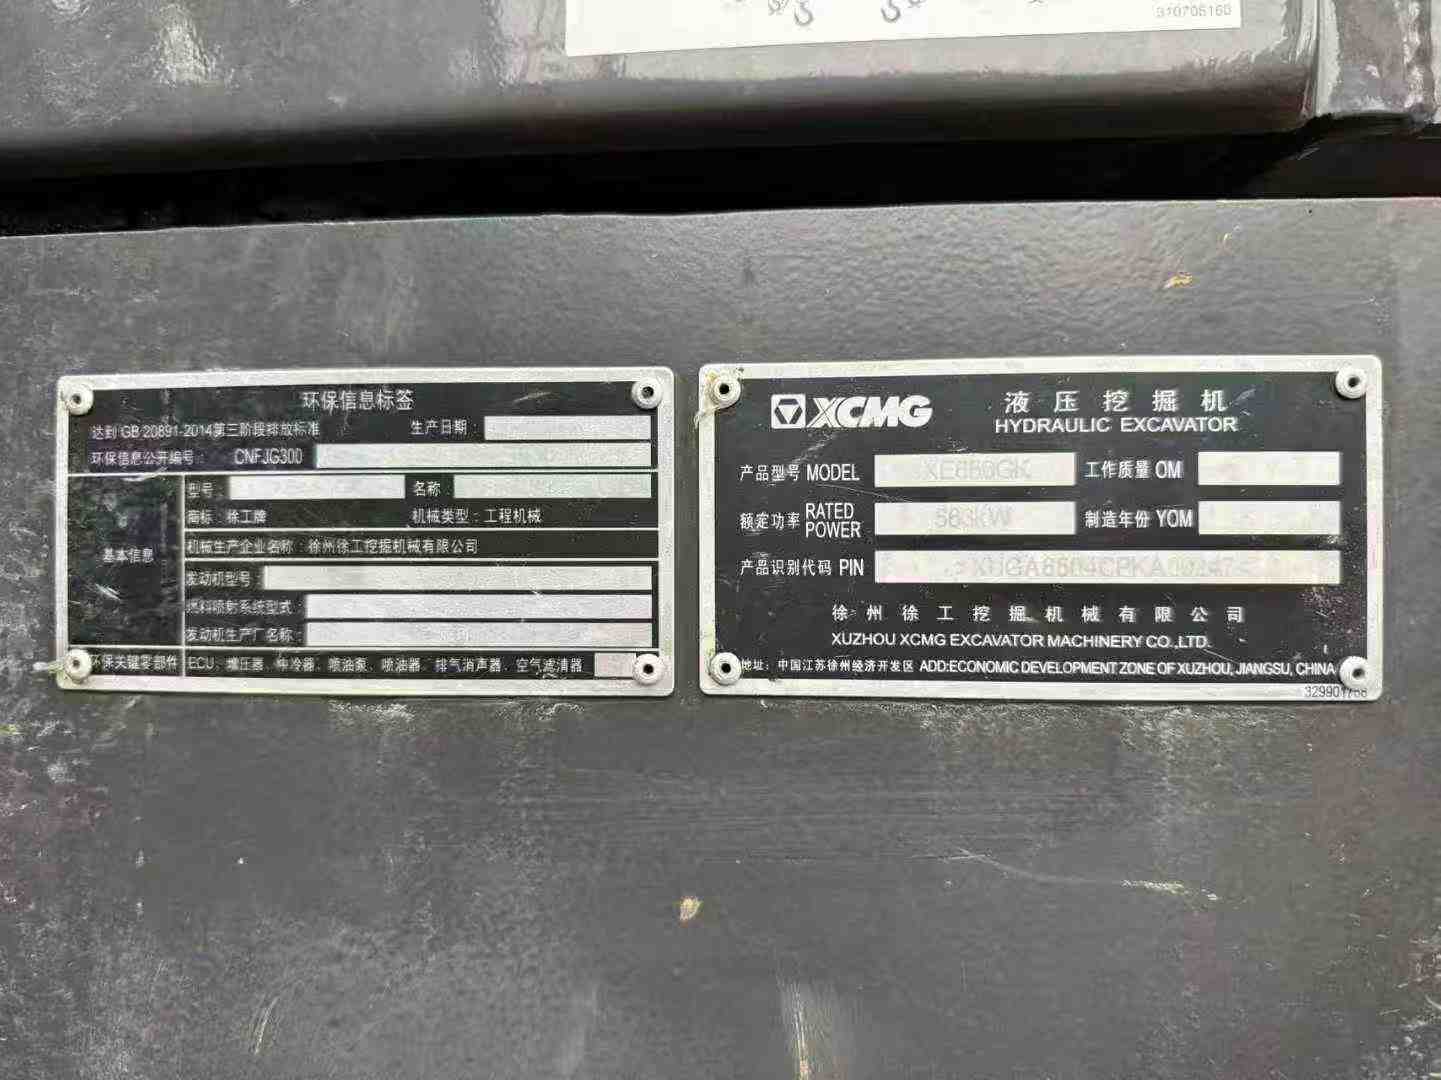 310705160
环保信息标签
达到 GB 20891-2014第三阶段排放标准 生产日期:
环保信息公开编号: CNFJG300
型号: 名称:
商标: 徐工牌 机械类型: 工程机械
基本信息
机械生产企业名称: 徐州徐工挖掘机械有限公司
发动机型号:
燃料喷射系统型式:
发动机生产厂名称:
环保关键零部件 ECU、增压器、中冷器、喷油泵、喷油器、排气消声器、空气滤清器
XCMG
液压挖掘机
HYDRAULIC EXCAVATOR
产品型号 MODEL 工作质量 OM
额定功率 RATED POWER 制造年份 YOM
产品识别代码 PIN
徐州徐工挖掘机械有限公司
XUZHOU XCMG EXCAVATOR MACHINERY CO.,LTD.
地址: 中国江苏徐州经济开发区 ADD:ECONOMIC DEVELOPMENT ZONE OF XUZHOU, JIANGSU, CHINA